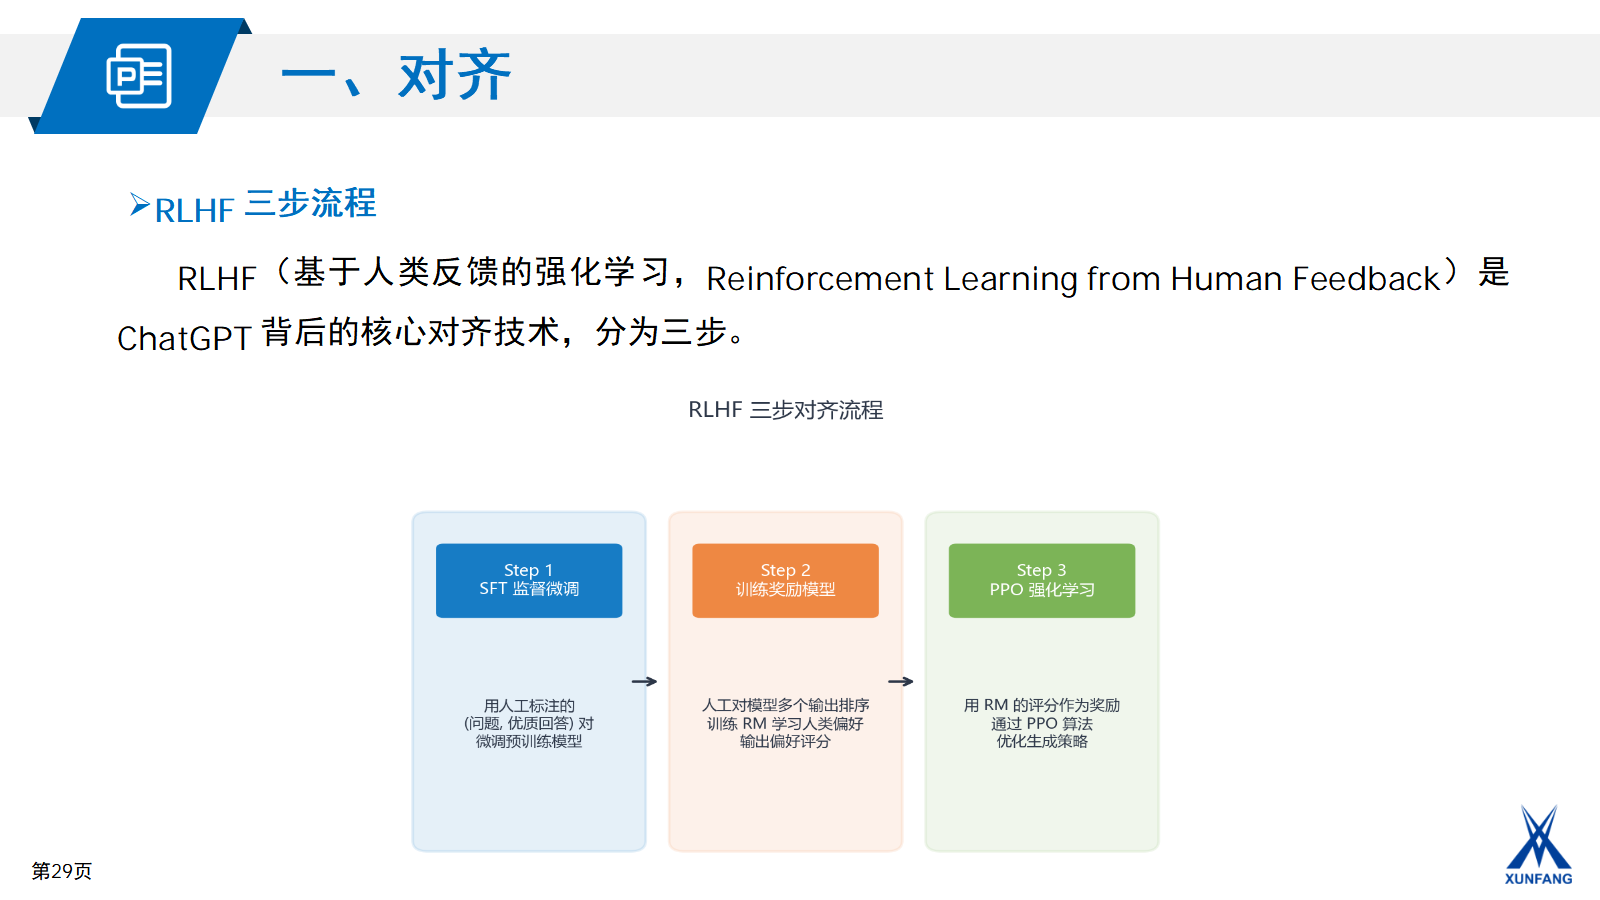 一、对齐
RLHF 三步流程
RLHF（基于人类反馈的强化学习，Reinforcement Learning from Human Feedback）是
ChatGPT 背后的核心对齐技术，分为三步。
RLHF 三步对齐流程
Step 1
SFT 监督微调
用人工标注的
(问题, 优质回答) 对
微调预训练模型
Step 2
训练奖励模型
人工对模型多个输出排序
训练 RM 学习人类偏好
输出偏好评分
Step 3
PPO 强化学习
用 RM 的评分作为奖励
通过 PPO 算法
优化生成策略
第29页
XUNFANG